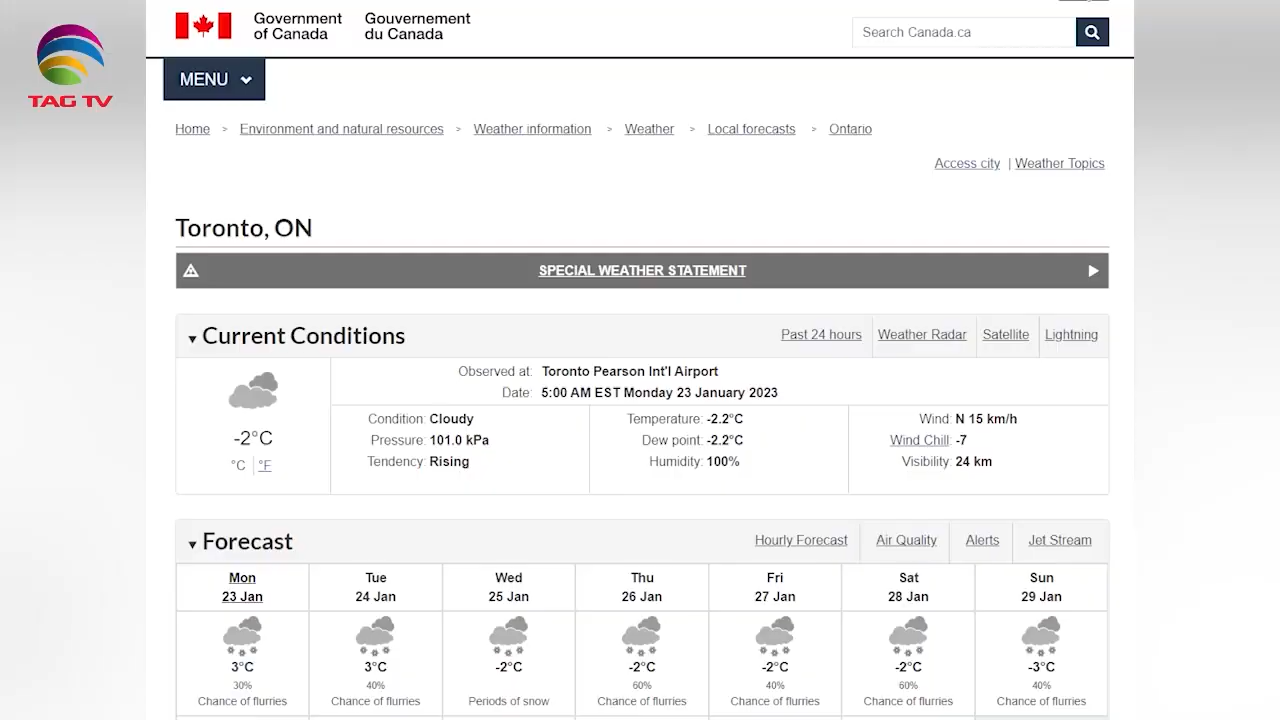 TAG TV
Government
of Canada
Gouvernement
du Canada
Search Canada.ca
MENU
Home > Environment and natural resources > Weather information > Weather > Local forecasts > Ontario
Access city | Weather Topics
Toronto, ON
SPECIAL WEATHER STATEMENT
Current Conditions
Past 24 hours
Weather Radar
Satellite
Lightning
-2°C
°C
°F
Observed at: Toronto Pearson Int'l Airport
Date: 5:00 AM EST Monday 23 January 2023
Condition: Cloudy
Pressure: 101.0 kPa
Tendency: Rising
Temperature: -2.2°C
Dew point: -2.2°C
Humidity: 100%
Wind: N 15 km/h
Wind Chill: -7
Visibility: 24 km
Forecast
Hourly Forecast
Air Quality
Alerts
Jet Stream
Mon
23 Jan
3°C
30%
Chance of flurries
Tue
24 Jan
3°C
40%
Chance of flurries
Wed
25 Jan
-2°C
Periods of snow
Thu
26 Jan
-2°C
60%
Chance of flurries
Fri
27 Jan
-2°C
40%
Chance of flurries
Sat
28 Jan
-2°C
60%
Chance of flurries
Sun
29 Jan
-3°C
40%
Chance of flurries